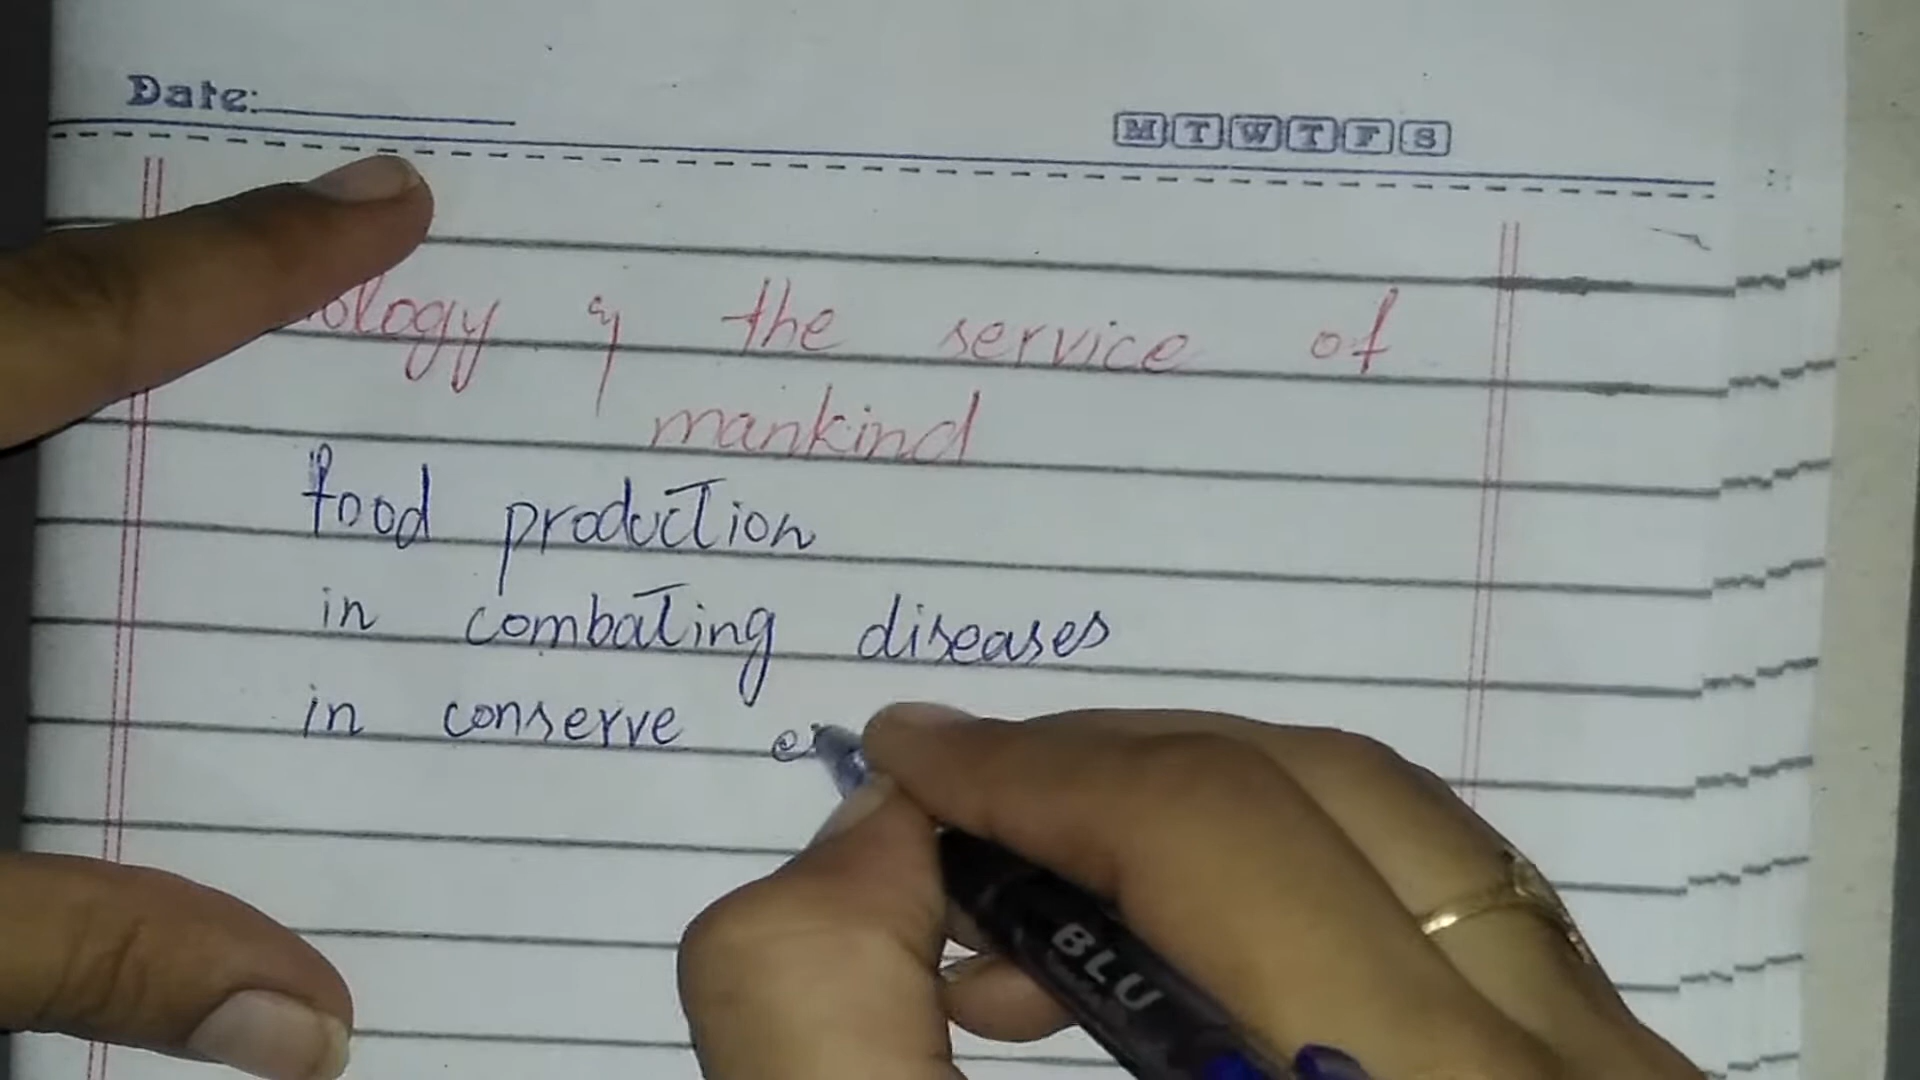 Date:
M T W T F S
ology & the service of
mankind
food production
in combating diseases
in conserve
BLU